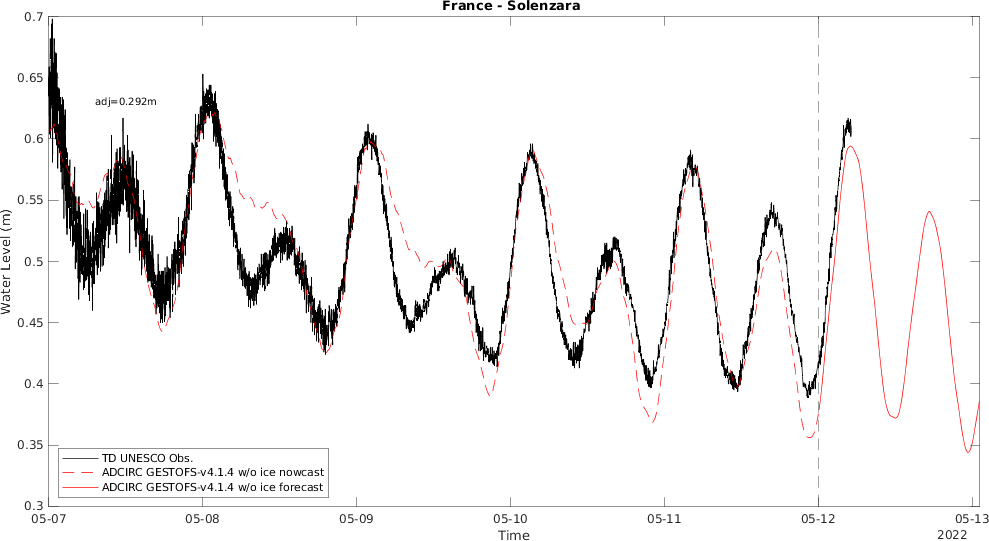 France - Solenzara
0.7
0.65
0.6
0.55
0.5
0.45
0.4
0.35
0.3
Water Level (m)
adj=0.292m
TD UNESCO Obs.
ADCIRC GESTOFS-v4.1.4 w/o ice nowcast
ADCIRC GESTOFS-v4.1.4 w/o ice forecast
05-07 05-08 05-09 05-10 05-11 05-12 05-13
Time
2022